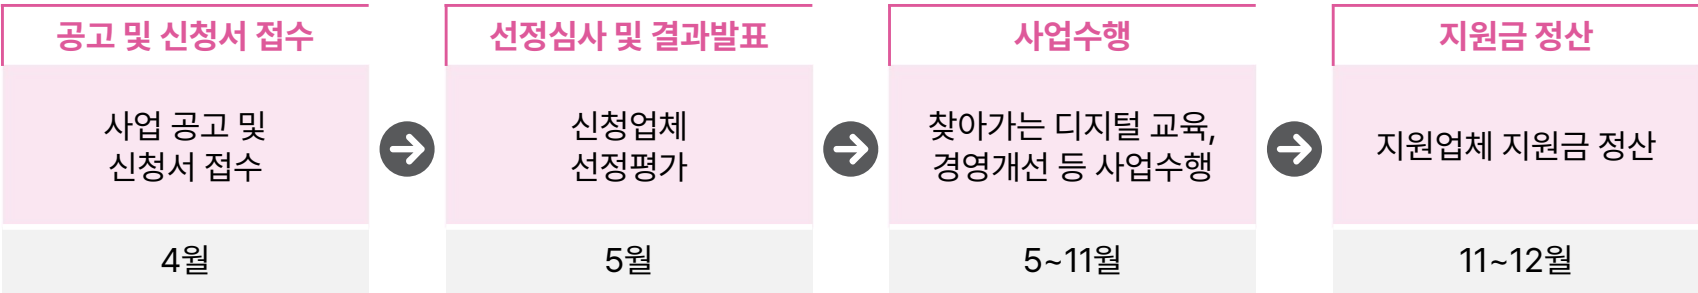 공고 및 신청서 접수
사업 공고 및
신청서 접수
4월
선정심사 및 결과발표
신청업체
선정평가
5월
사업수행
찾아가는 디지털 교육,
경영개선 등 사업수행
5~11월
지원금 정산
지원업체 지원금 정산
11~12월